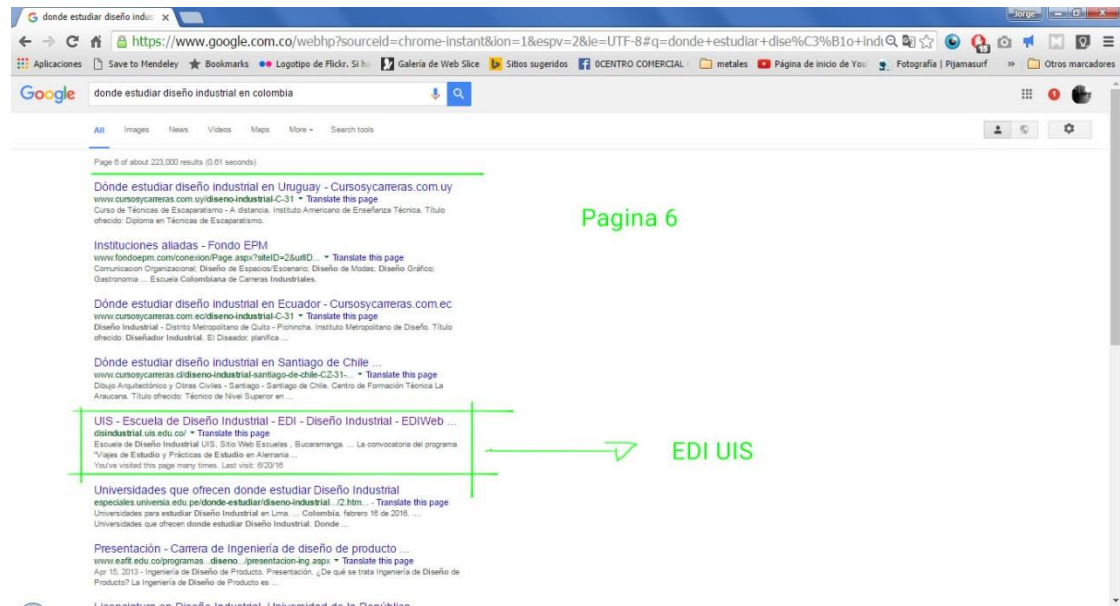 donde estudiar diseño indus
Jorge
https://www.google.com.co/webhp?sourceid=chrome-instant&ion=1&espv=2&ie=UTF-8#q=donde+estudiar+dise%C3%B1o+indu
Aplicaciones Save to Mendeley Bookmarks Logotipo de Flickr. Si ha Galería de Web Slice Sitios sugeridos 0CENTRO COMERCIAL metales Página de inicio de You Fotografía | Pijamasurf » Otros marcadores
Google donde estudiar diseño industrial en colombia 1
All Images News Videos Maps More Search tools
Page 6 of about 223,000 results (0.61 seconds)
Dónde estudiar diseño industrial en Uruguay - Cursosycarreras.com.uy
www.cursosycarreras.com.uy/diseno-industrial-C-31 Translate this page
Curso de Técnicas de Escaparatismo - A distancia. Instituto Americano de Enseñanza Técnica. Título
ofrecido: Diploma en Técnicas de Escaparatismo.
Pagina 6
Instituciones aliadas - Fondo EPM
www.fondoepm.com/conexion/Page.aspx?siteID=2&urlID... Translate this page
Comunicacion Organizacional; Diseño de Espacios/Escenario; Diseño de Modas; Diseño Gráfico;
Gastronomia ... Escuela Colombiana de Carreras Industriales.
Dónde estudiar diseño industrial en Ecuador - Cursosycarreras.com.ec
www.cursosycarreras.com.ec/diseno-industrial-C-31 Translate this page
Diseño Industrial - Distrito Metropolitano de Quito - Pichincha. Instituto Metropolitano de Diseño. Título
ofrecido: Diseñador Industrial. El Diseador, planifica ...
Dónde estudiar diseño industrial en Santiago de Chile ...
www.cursosycarreras.cl/diseno-industrial-santiago-de-chile-CZ-31-... Translate this page
Dibujo Arquitectónico y Obras Civiles - Santiago - Santiago de Chile. Centro de Formación Técnica La
Araucana. Título ofrecido: Técnico de Nivel Superior en ...
UIS - Escuela de Diseño Industrial - EDI - Diseño Industrial - EDIWeb ...
disindustrial.uis.edu.co/ Translate this page
Escuela de Diseño Industrial UIS. Sitio Web Escuelas , Bucaramanga. ... La convocatoria del programa
"Viajes de Estudio y Prácticas de Estudio en Alemania ...
You've visited this page many times. Last visit: 6/20/16
EDI UIS
Universidades que ofrecen donde estudiar Diseño Industrial
especiales.universia.edu.pe/donde-estudiar/diseno-industrial.../2.htm... - Translate this page
Universidades para estudiar Diseño Industrial en Lima. ... Colombia, febrero 16 de 2016. ....
Universidades que ofrecen donde estudiar Diseño Industrial. Donde ...
Presentación - Carrera de Ingeniería de diseño de producto ...
www.eafit.edu.co/programas...diseno.../presentacion-ing.aspx Translate this page
Apr 15, 2013 - Ingeniería de Diseño de Producto. Presentación. ¿De qué se trata Ingeniería de Diseño de
Producto? La Ingeniería de Diseño de Producto es ...
Licenciatura en Diseño Industrial. Universidad de la República